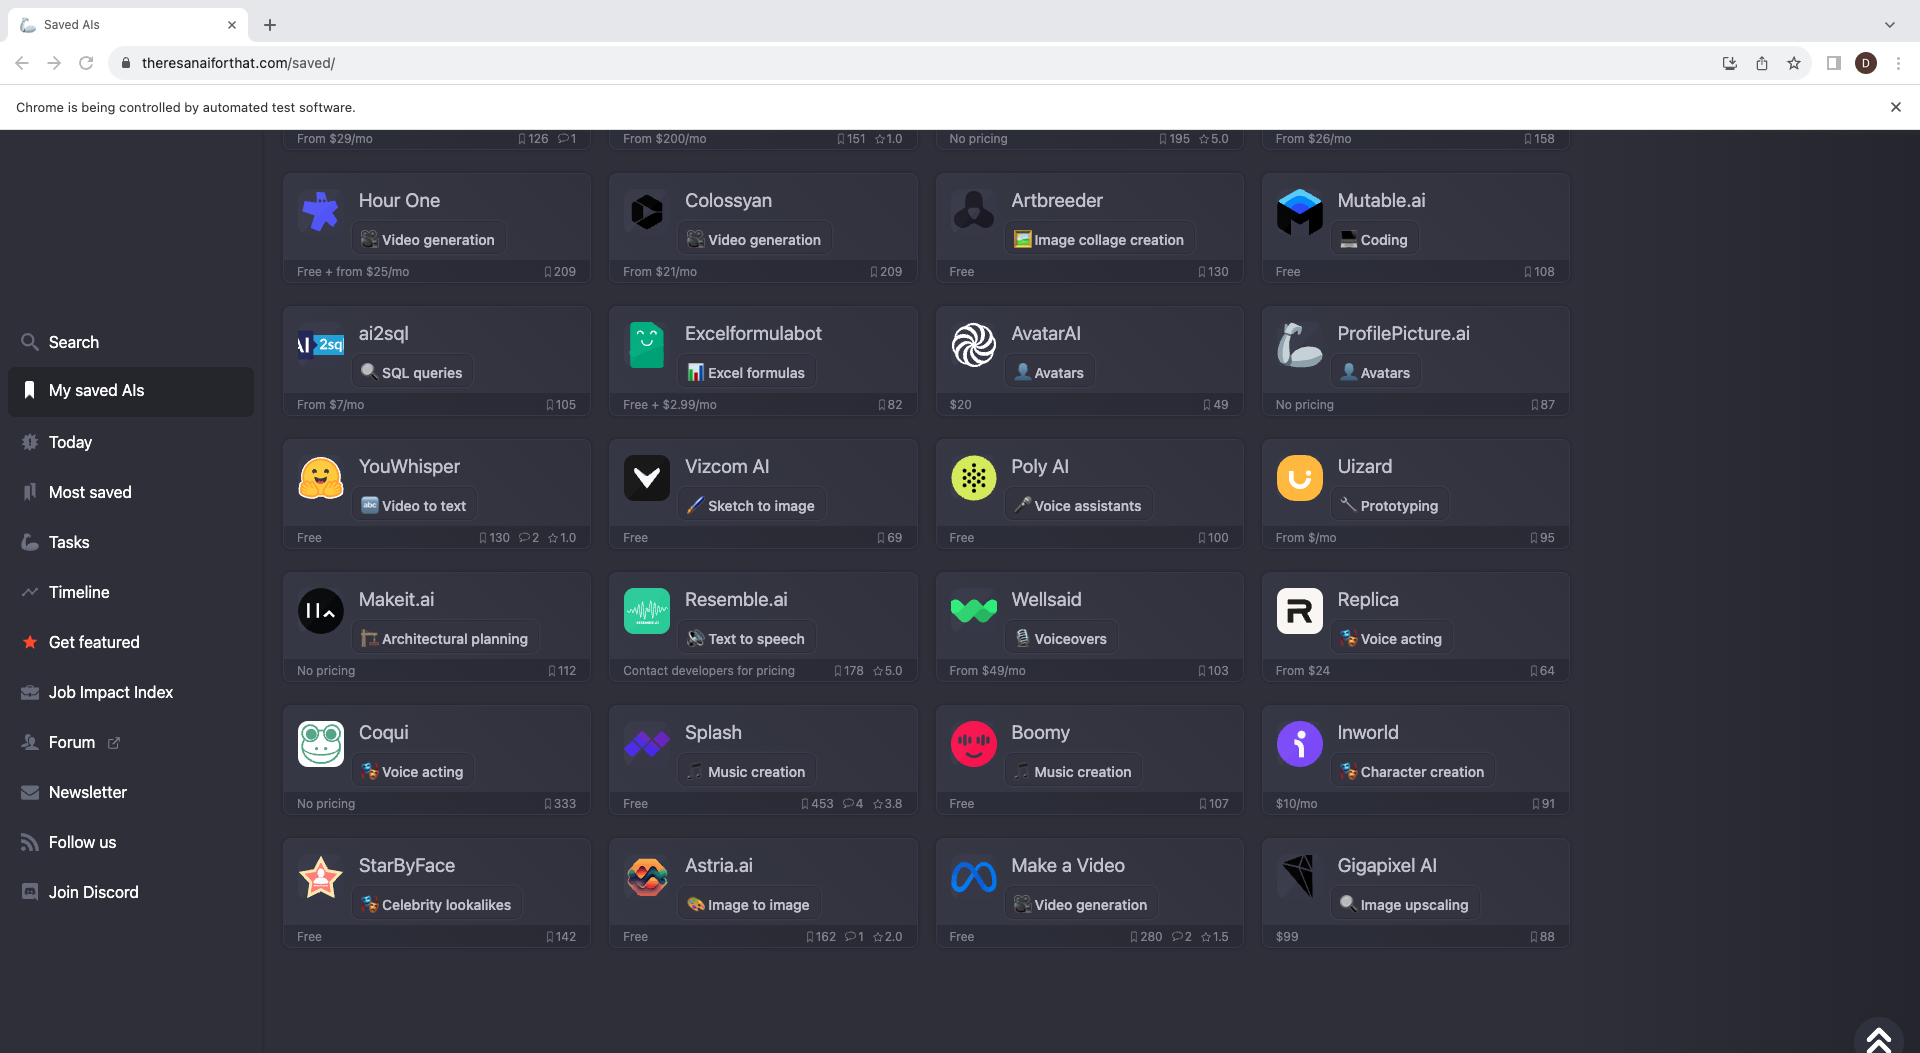 Saved AIs
theresanaiforthat.com/saved/
D
Chrome is being controlled by automated test software.
From $29/mo 126 1
From $200/mo 151 1.0
No pricing 195 5.0
From $26/mo 158
Hour One
Video generation
Free + from $25/mo 209
Colossyan
Video generation
From $21/mo 209
Artbreeder
Image collage creation
Free 130
Mutable.ai
Coding
Free 108
Search
My saved AIs
Today
Most saved
Tasks
Timeline
Get featured
Job Impact Index
Forum
Newsletter
Follow us
Join Discord
AI 2sql
ai2sql
SQL queries
From $7/mo 105
Excelformulabot
Excel formulas
Free + $2.99/mo 82
AvatarAI
Avatars
$20 49
ProfilePicture.ai
Avatars
No pricing 87
YouWhisper
abc Video to text
Free 130 2 1.0
Vizcom AI
Sketch to image
Free 69
Poly AI
Voice assistants
Free 100
Uizard
Prototyping
From $/mo 95
Makeit.ai
Architectural planning
No pricing 112
RESEMBLE.AI
Resemble.ai
Text to speech
Contact developers for pricing 178 5.0
Wellsaid
Voiceovers
From $49/mo 103
R
Replica
Voice acting
From $24 64
Coqui
Voice acting
No pricing 333
Splash
Music creation
Free 453 4 3.8
Boomy
Music creation
Free 107
Inworld
Character creation
$10/mo 91
StarByFace
Celebrity lookalikes
Free 142
Astria.ai
Image to image
Free 162 1 2.0
Make a Video
Video generation
Free 280 2 1.5
Gigapixel AI
Image upscaling
$99 88